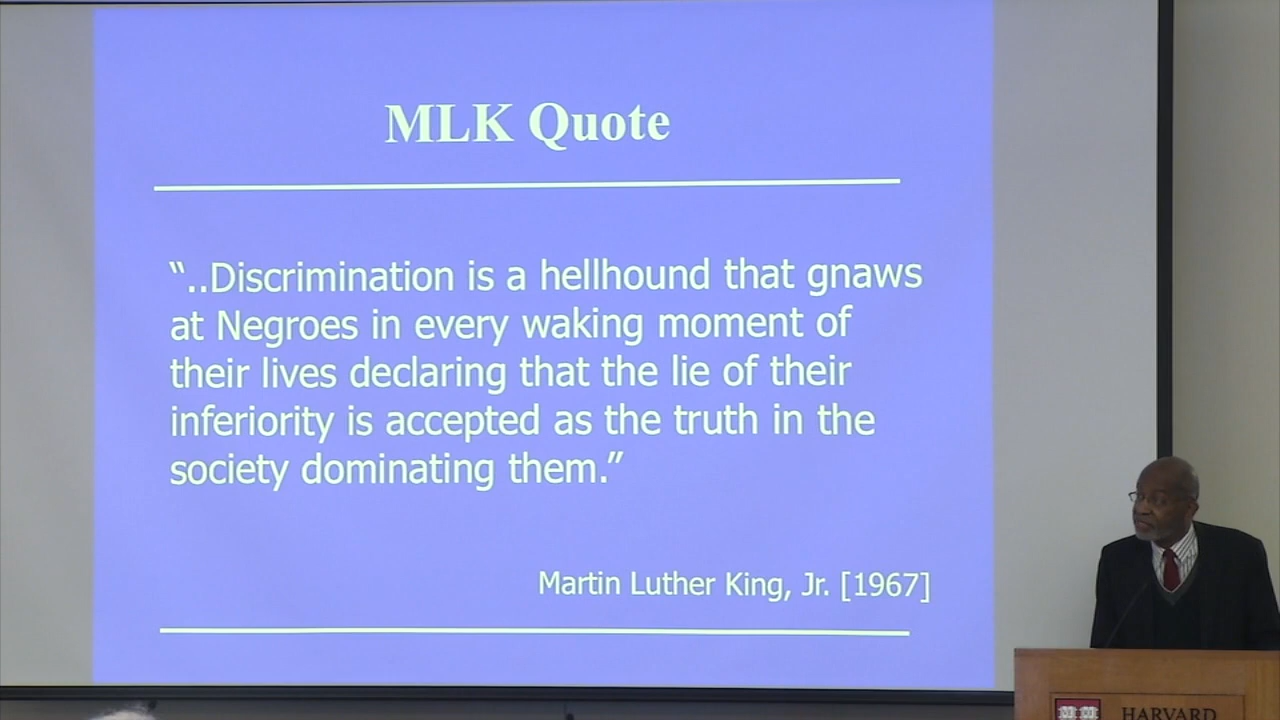 MLK Quote
“..Discrimination is a hellhound that gnaws
at Negroes in every waking moment of
their lives declaring that the lie of their
inferiority is accepted as the truth in the
society dominating them.”
Martin Luther King, Jr. [1967]
HARVARD